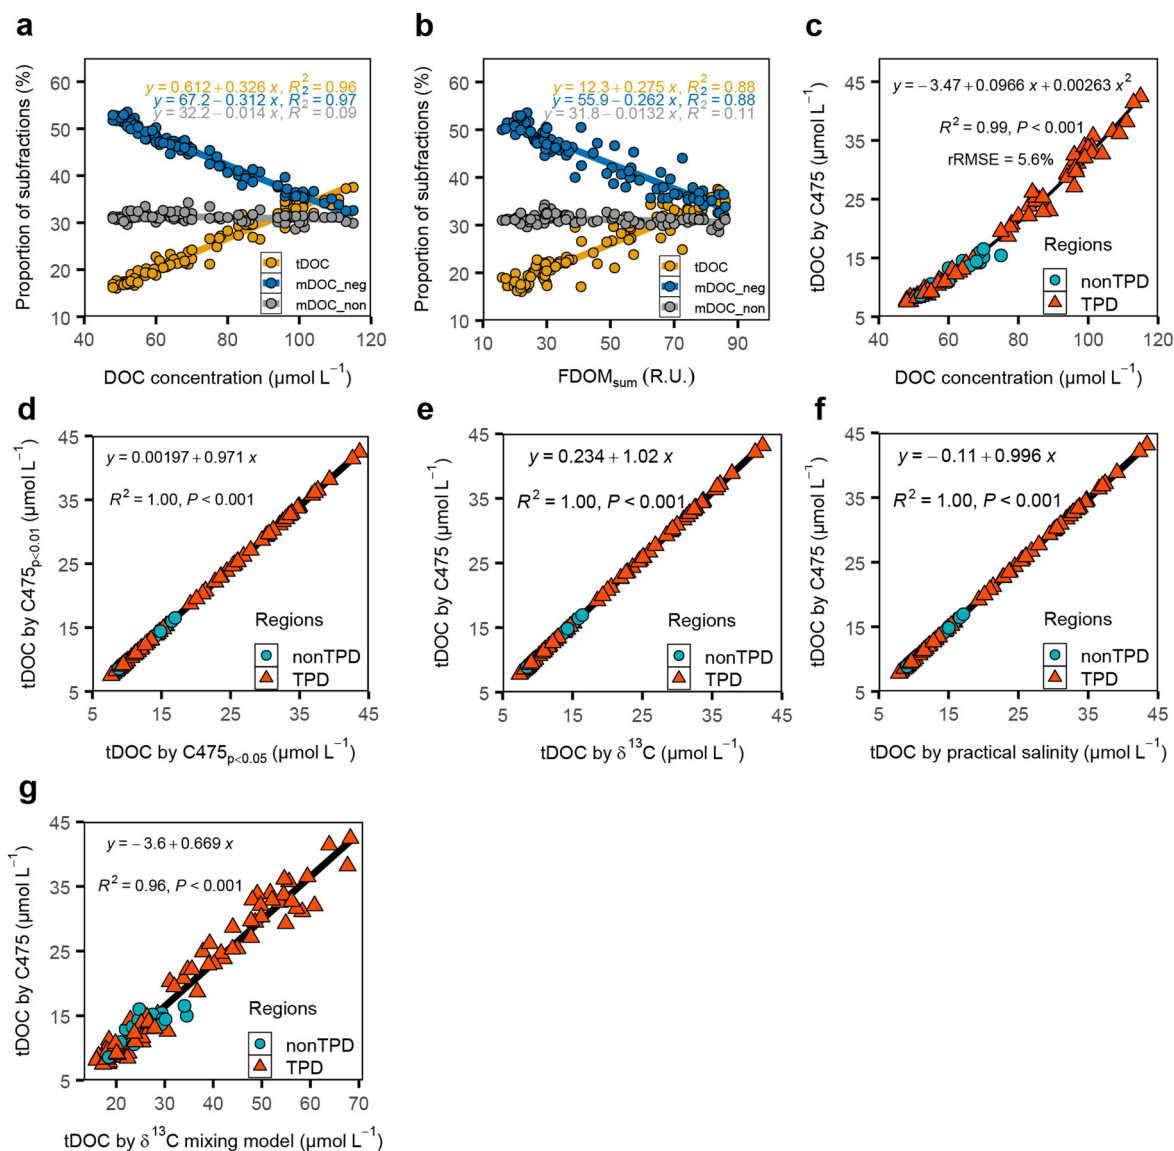 a
y = 0.612 + 0.326 x, R² = 0.96
y = 67.2 − 0.312 x, R² = 0.97
y = 32.2 − 0.014 x, R² = 0.09
Proportion of subfractions (%)
60
50
40
30
20
10
tDOC
mDOC_neg
mDOC_non
40 60 80 100 120
DOC concentration (µmol L⁻¹)
b
y = 12.3 + 0.275 x, R² = 0.88
y = 55.9 − 0.262 x, R² = 0.88
y = 31.8 − 0.0132 x, R² = 0.11
Proportion of subfractions (%)
60
50
40
30
20
10
tDOC
mDOC_neg
mDOC_non
10 30 50 70 90
FDOMsum (R.U.)
c
y = −3.47 + 0.0966 x + 0.00263 x²
R² = 0.99, P < 0.001
rRMSE = 5.6%
tDOC by C475 (µmol L⁻¹)
45
35
25
15
5
Regions
nonTPD
TPD
40 60 80 100 120
DOC concentration (µmol L⁻¹)
d
y = 0.00197 + 0.971 x
R² = 1.00, P < 0.001
tDOC by C475p<0.01 (µmol L⁻¹)
45
35
25
15
5
Regions
nonTPD
TPD
5 15 25 35 45
tDOC by C475p<0.05 (µmol L⁻¹)
e
y = 0.234 + 1.02 x
R² = 1.00, P < 0.001
tDOC by C475 (µmol L⁻¹)
45
35
25
15
5
Regions
nonTPD
TPD
5 15 25 35 45
tDOC by δ¹³C (µmol L⁻¹)
f
y = −0.11 + 0.996 x
R² = 1.00, P < 0.001
tDOC by C475 (µmol L⁻¹)
45
35
25
15
5
Regions
nonTPD
TPD
5 15 25 35 45
tDOC by practical salinity (µmol L⁻¹)
g
y = −3.6 + 0.669 x
R² = 0.96, P < 0.001
tDOC by C475 (µmol L⁻¹)
45
35
25
15
5
Regions
nonTPD
TPD
20 30 40 50 60 70
tDOC by δ¹³C mixing model (µmol L⁻¹)